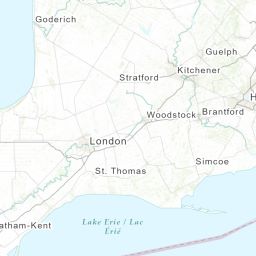 Goderich
Guelph
Stratford
Kitchener
Woodstock
Brantford
H
London
Simcoe
St. Thomas
atham-Kent
Lake Erie / Lac
Érié